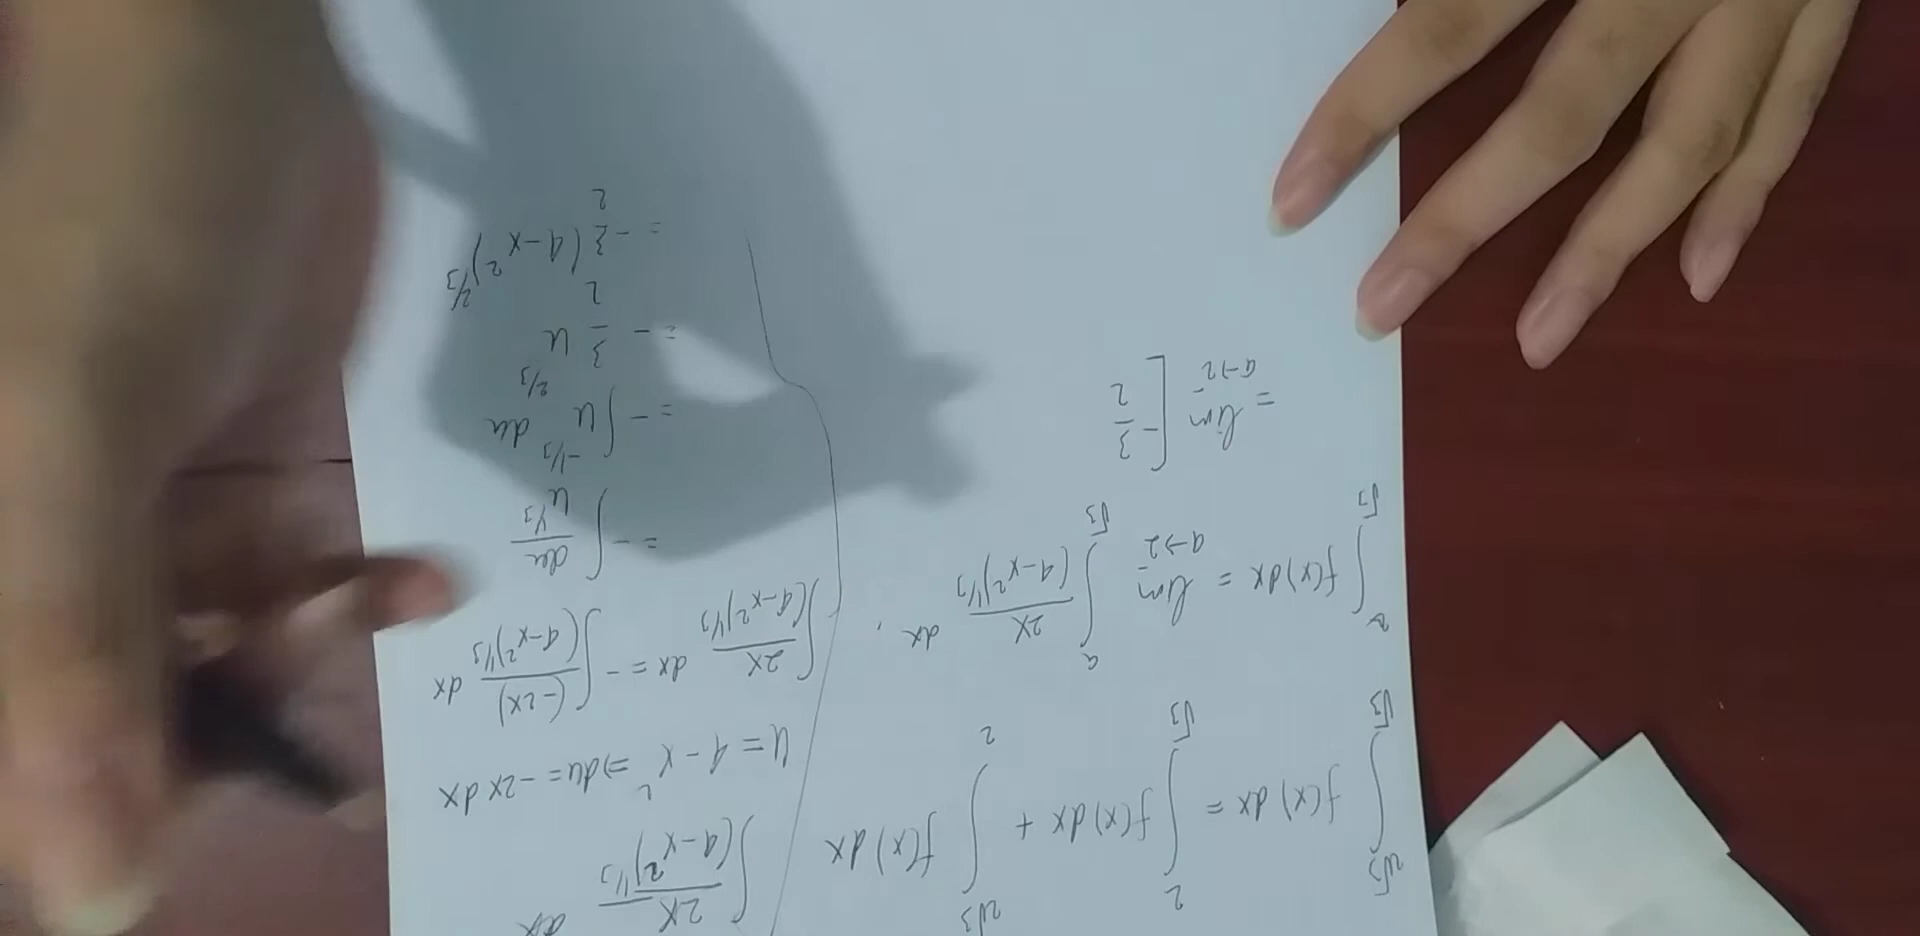 ∫_{√3}^{2√3} f(x) dx = ∫_{√3}^{2} f(x) dx + ∫_{2}^{2√3} f(x) dx
∫_{√3}^{2} f(x) dx = lim_{a→2⁻} ∫_{√3}^{a} 2x/(4-x²)^{1/3} dx,
= lim_{a→2⁻} [-3/2
∫ 2x/(4-x²)^{1/3} dx
u = 4 - x² ⇒ du = -2x dx
∫ 2x/(4-x²)^{1/3} dx = - ∫ (-2x)/(4-x²)^{1/3} dx
= - ∫ du/u^{1/3}
= - ∫ u^{-1/3} du
= - 3/2 u^{2/3}
= - 3/2 (4-x²)^{2/3}